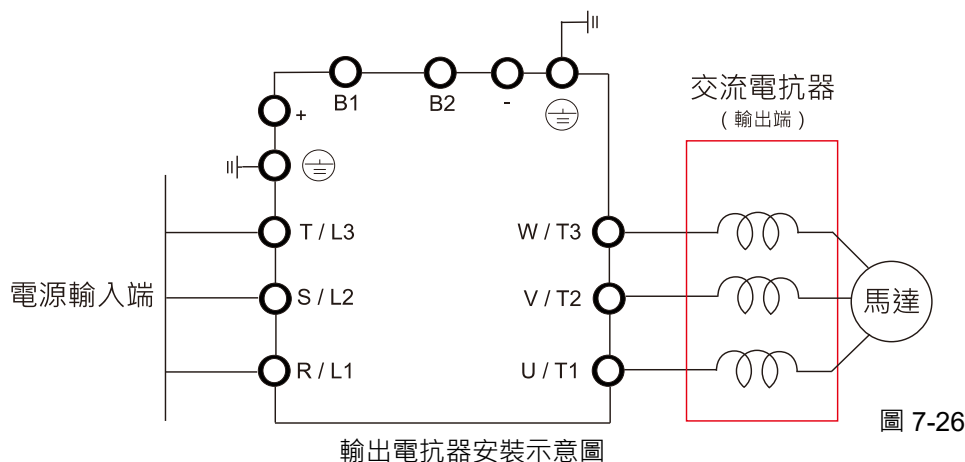 B1
B2
-
+
交流電抗器
（輸出端）
T / L3
W / T3
電源輸入端
S / L2
V / T2
馬達
R / L1
U / T1
圖 7-26
輸出電抗器安裝示意圖